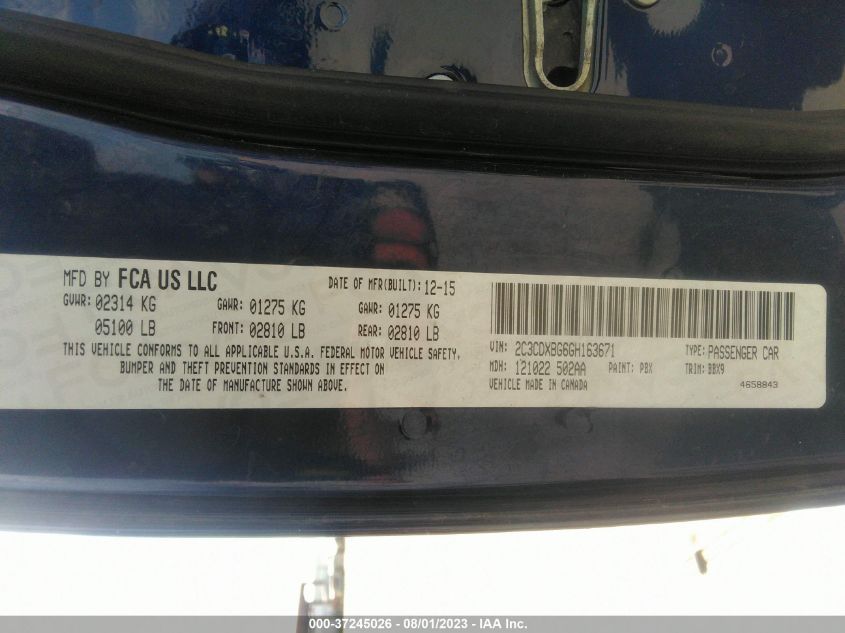 MFD BY FCA US LLC
DATE OF MFR(BUILT): 12-15
GVWR: 02314 KG
GAWR: 01275 KG
GAWR: 01275 KG
05100 LB
FRONT: 02810 LB
REAR: 02810 LB
THIS VEHICLE CONFORMS TO ALL APPLICABLE U.S.A. FEDERAL MOTOR VEHICLE SAFETY,
BUMPER AND THEFT PREVENTION STANDARDS IN EFFECT ON
THE DATE OF MANUFACTURE SHOWN ABOVE.
VIN: 2C3CDXBG6GH163671
TYPE: PASSENGER CAR
MDH: 121022 502AA
PAINT: PBX
TRIM: BBX9
VEHICLE MADE IN CANADA
4658843
000-37245026 - 08/01/2023 - IAA Inc.